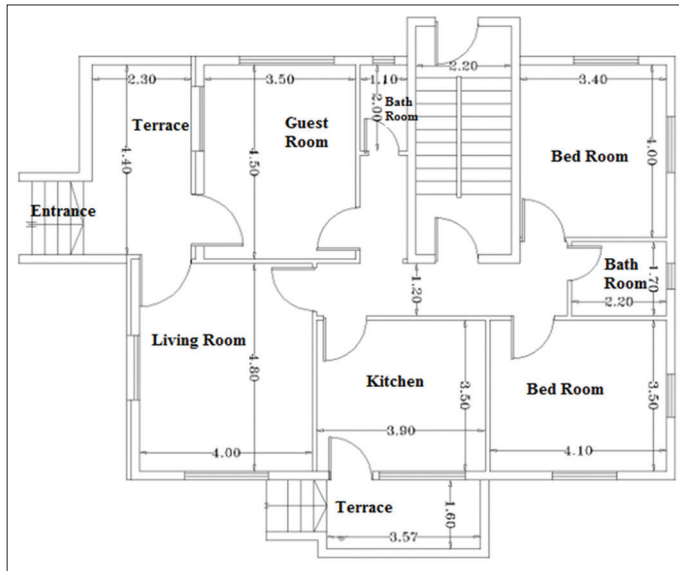 2.30
3.50
1.10
2.20
3.40
Terrace
Guest
Room
2.00
Bath
Room
4.40
4.50
Bed Room
4.00
Entrance
Bath
Room
1.70
2.20
1.20
Living Room
4.80
Kitchen
3.50
Bed Room
3.50
3.90
4.00
4.10
Terrace
1.60
3.57